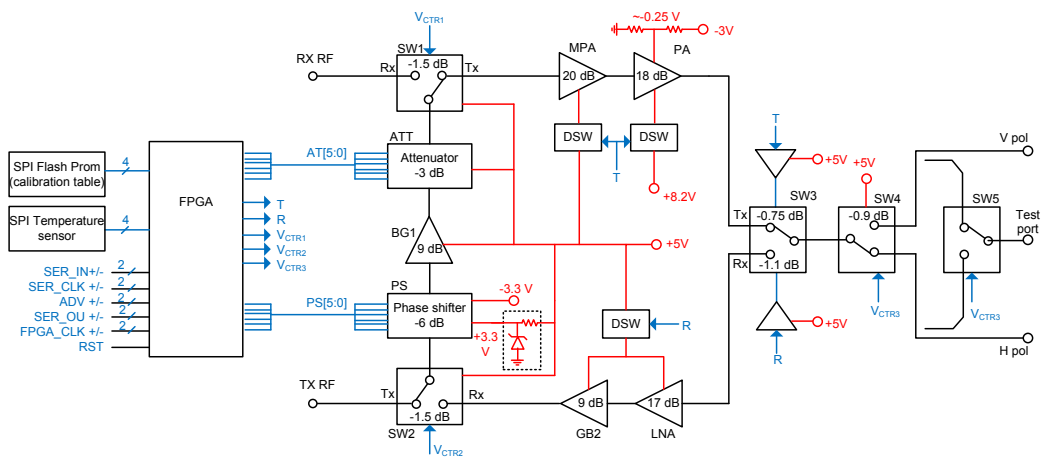 ~-0.25 V
-3V
VCTR1
SW1
MPA
PA
RX RF
Rx
-1.5 dB
Tx
20 dB
18 dB
ATT
AT[5:0]
Attenuator
-3 dB
DSW
DSW
T
T
+8.2V
+5V
+5V
V pol
SPI Flash Prom
(calibration table)
4
FPGA
T
R
VCTR1
VCTR2
VCTR3
SPI Temperature
sensor
4
BG1
9 dB
+5V
SW3
Tx
-0.75 dB
Rx
-1.1 dB
SW4
-0.9 dB
SW5
Test
port
SER_IN+/-
2
SER_CLK +/-
2
ADV +/-
2
SER_OU +/-
2
FPGA_CLK +/-
2
RST
PS
PS[5:0]
Phase shifter
-6 dB
-3.3 V
+3.3
V
DSW
R
+5V
R
VCTR3
VCTR3
H pol
TX RF
Tx
Rx
-1.5 dB
SW2
VCTR2
9 dB
17 dB
GB2
LNA